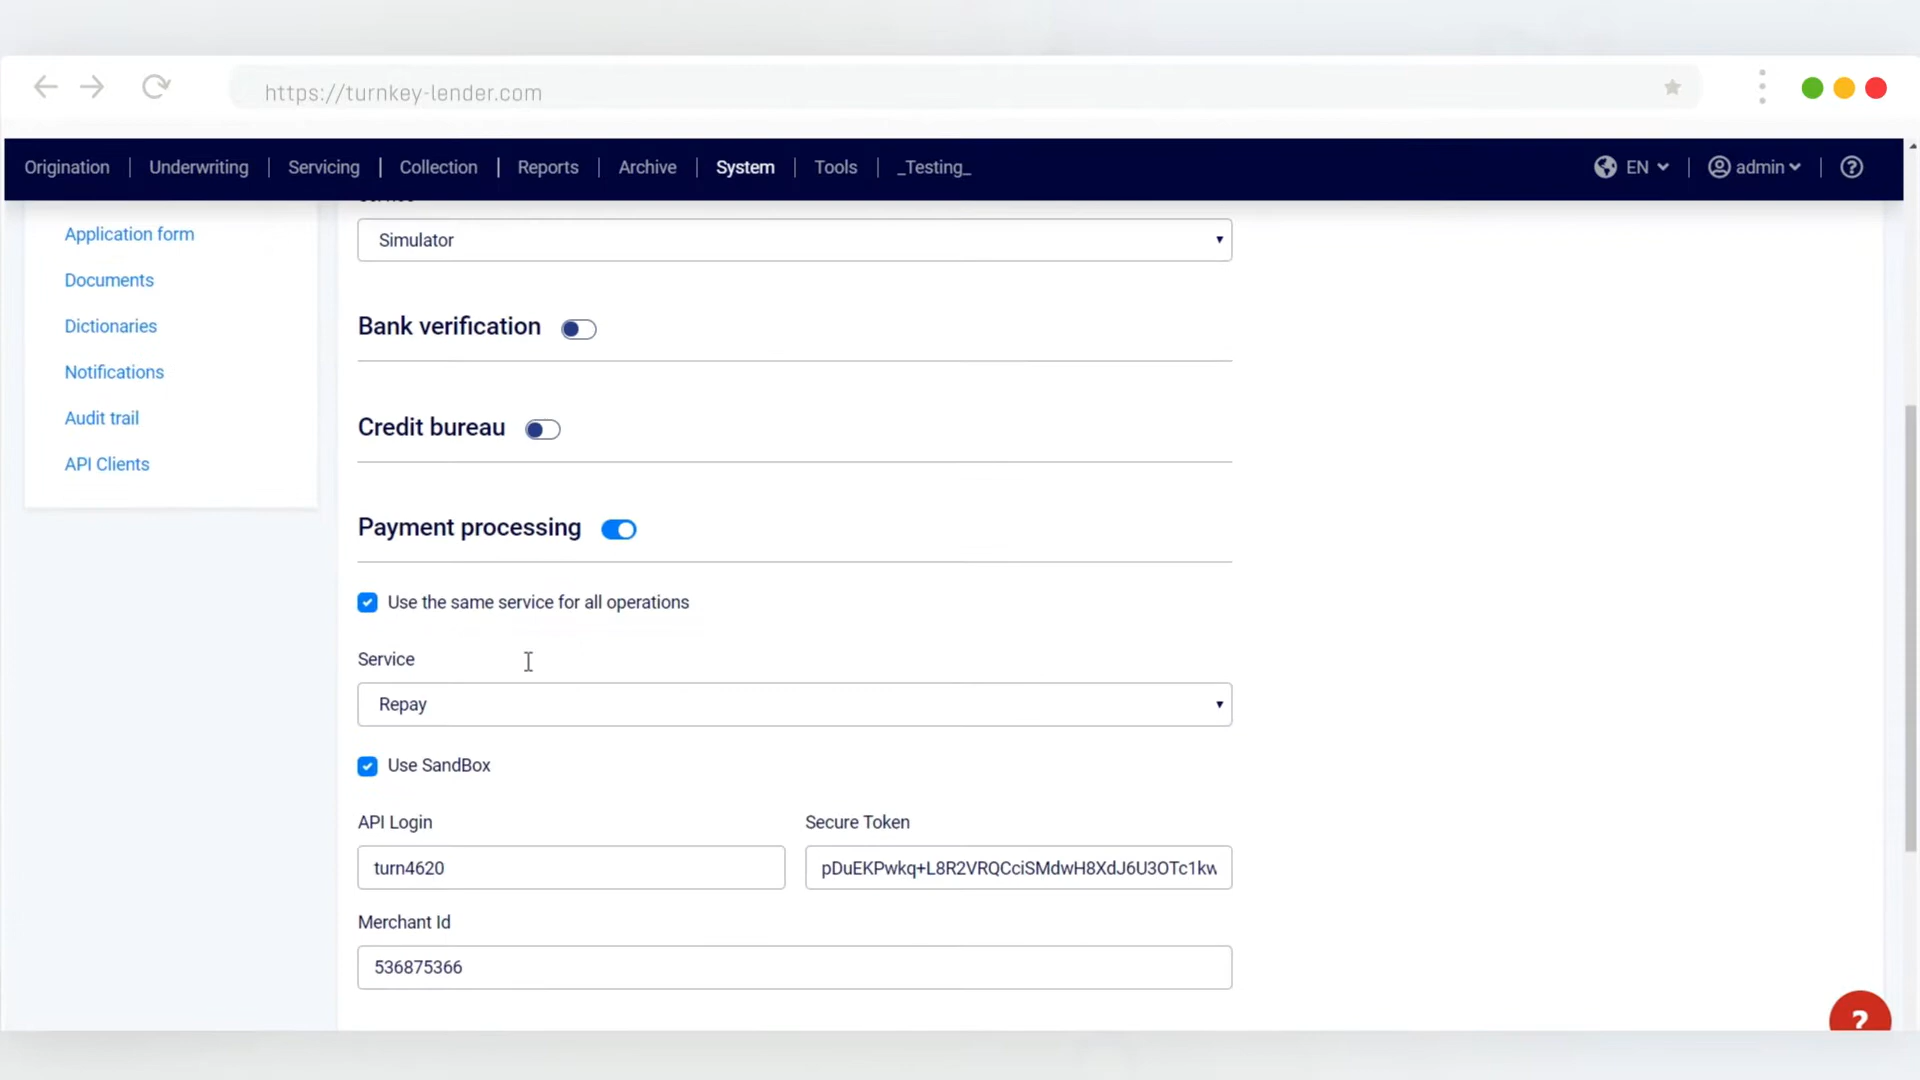 https://turnkey-lender.com
Origination | Underwriting | Servicing | Collection | Reports | Archive | System | Tools | _Testing_ EN | admin | ?
Application form
Documents
Dictionaries
Notifications
Audit trail
API Clients
Simulator
Bank verification
Credit bureau
Payment processing
Use the same service for all operations
Service
Repay
Use SandBox
API Login
Secure Token
turn4620
pDuEKPwkq+L8R2VRQCciSMdwH8XdJ6U3OTc1kw
Merchant Id
536875366
?